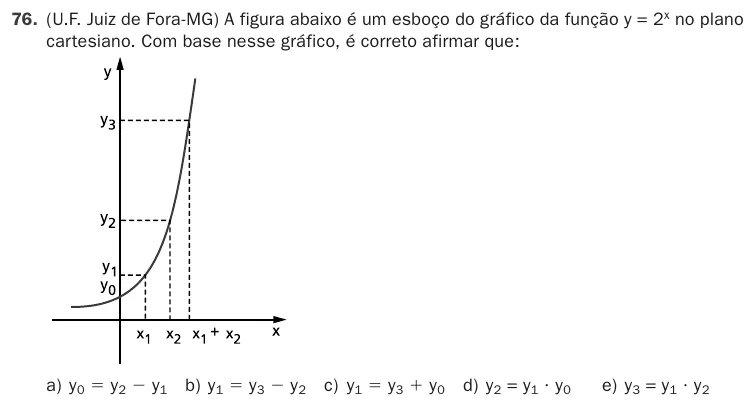 76. (U.F. Juiz de Fora-MG) A figura abaixo é um esboço do gráfico da função y = 2ˣ no plano
cartesiano. Com base nesse gráfico, é correto afirmar que:
y
y₃
y₂
y₁
y₀
x₁ x₂ x₁ + x₂ x
a) y₀ = y₂ − y₁ b) y₁ = y₃ − y₂ c) y₁ = y₃ + y₀ d) y₂ = y₁ · y₀ e) y₃ = y₁ · y₂